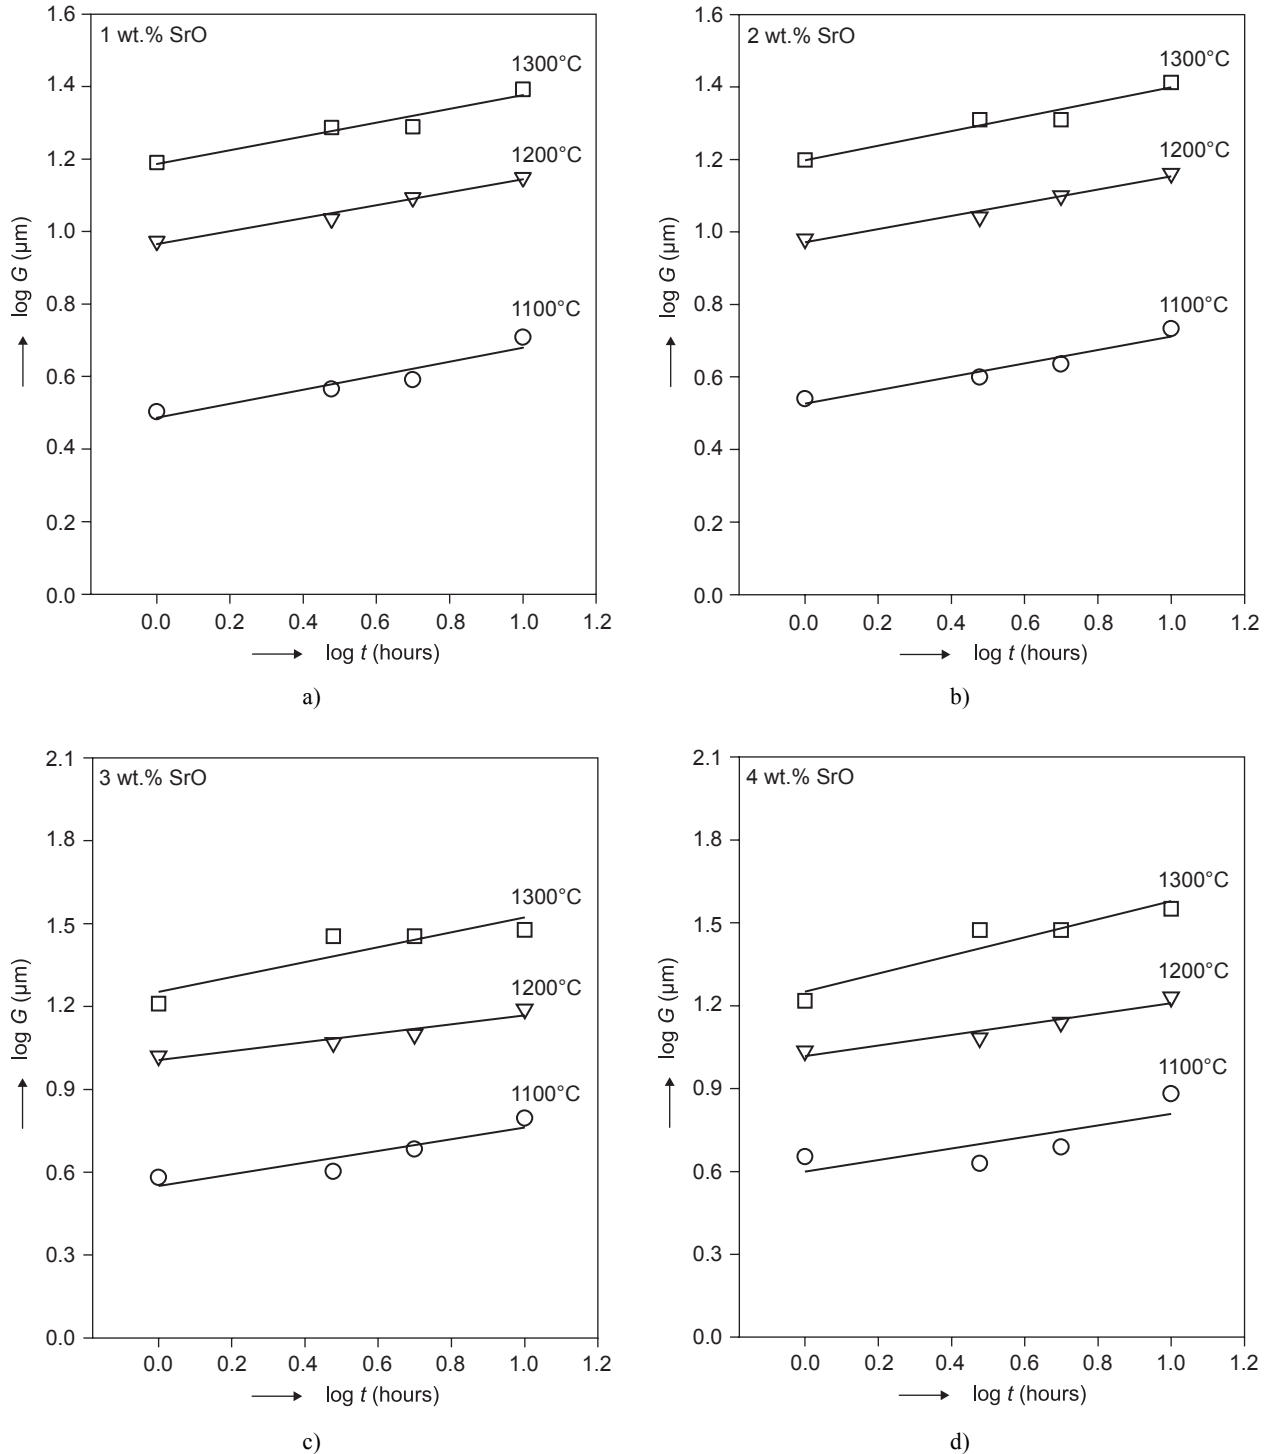 1 wt.% SrO
1300°C
1200°C
1100°C
1.6
1.4
1.2
1.0
0.8
0.6
0.4
0.2
0.0
log G (μm)
0.0 0.2 0.4 0.6 0.8 1.0 1.2
log t (hours)
a)
2 wt.% SrO
1300°C
1200°C
1100°C
1.6
1.4
1.2
1.0
0.8
0.6
0.4
0.2
0.0
log G (μm)
0.0 0.2 0.4 0.6 0.8 1.0 1.2
log t (hours)
b)
3 wt.% SrO
1300°C
1200°C
1100°C
2.1
1.8
1.5
1.2
0.9
0.6
0.3
0.0
log G (μm)
0.0 0.2 0.4 0.6 0.8 1.0 1.2
log t (hours)
c)
4 wt.% SrO
1300°C
1200°C
1100°C
2.1
1.8
1.5
1.2
0.9
0.6
0.3
0.0
log G (μm)
0.0 0.2 0.4 0.6 0.8 1.0 1.2
log t (hours)
d)